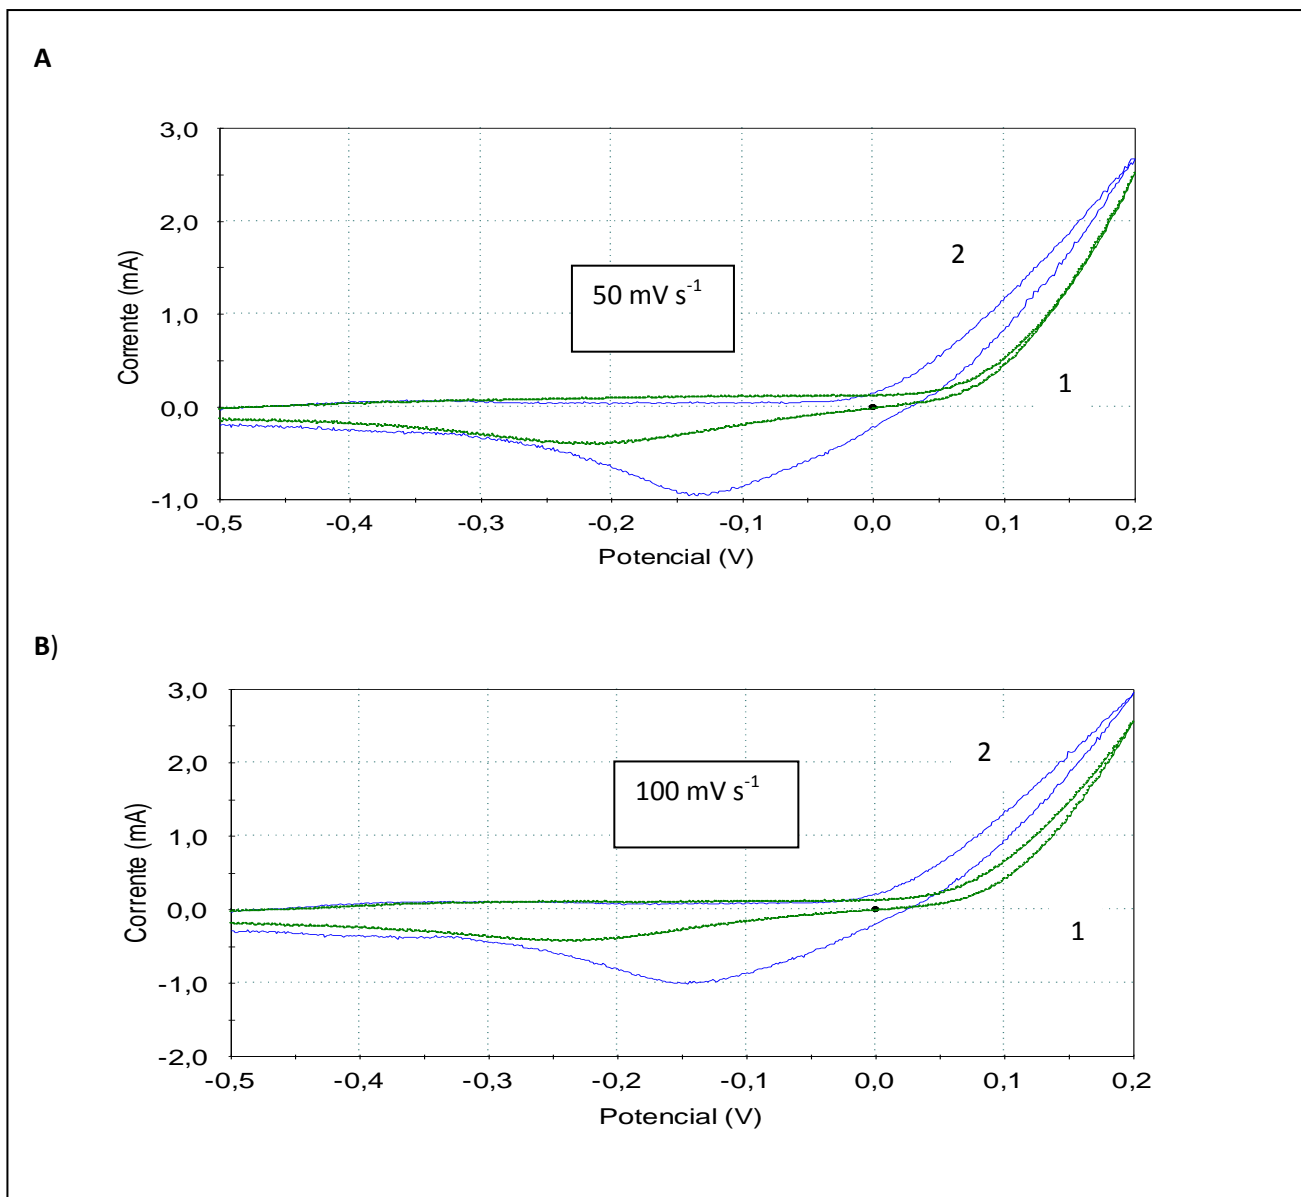 A
3,0
2,0
1,0
0,0
-1,0
Corrente (mA)
50 mV s-1
2
1
-0,5 -0,4 -0,3 -0,2 -0,1 0,0 0,1 0,2
Potencial (V)
B)
3,0
2,0
1,0
0,0
-1,0
-2,0
Corrente (mA)
100 mV s-1
2
1
-0,5 -0,4 -0,3 -0,2 -0,1 0,0 0,1 0,2
Potencial (V)